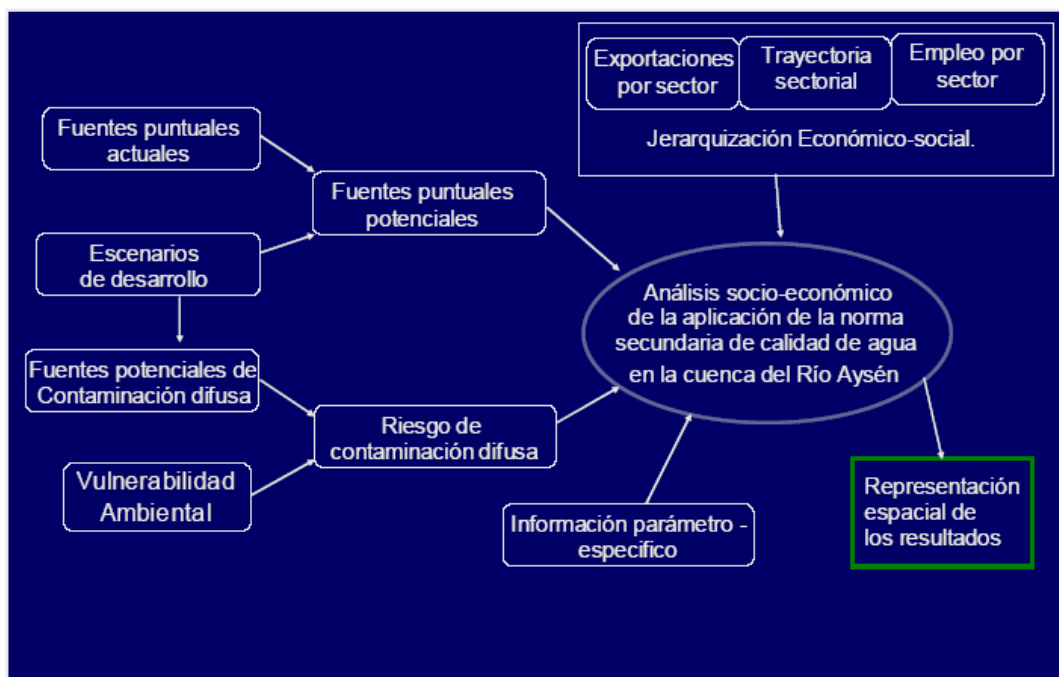 Exportaciones
por sector
Trayectoria
sectorial
Empleo por
sector
Jerarquización Económico-social.
Fuentes puntuales
actuales
Fuentes puntuales
potenciales
Escenarios
de desarrollo
Análisis socio-económico
de la aplicación de la norma
secundaria de calidad de agua
en la cuenca del Río Aysén
Fuentes potenciales de
Contaminación difusa
Riesgo de
contaminación difusa
Vulnerabilidad
Ambiental
Información parámetro -
especifico
Representación
espacial de
los resultados